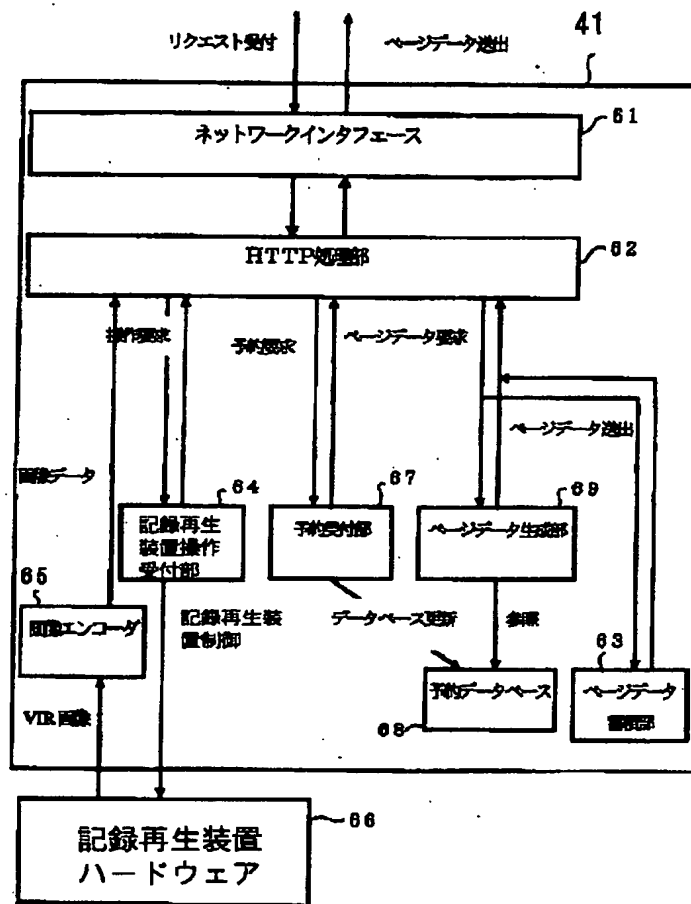 リクエスト受付
ページデータ送出
41
ネットワークインタフェース
61
HTTP処理部
62
操作要求
予約要求
ページデータ要求
ページデータ送出
画像データ
64
記録再生
装置操作
受付部
67
予約受付部
69
ページデータ生成部
65
画像エンコーダ
記録再生装
置制御
データベース更新
参照
63
ページデータ
蓄積部
予約データベース
68
VTR画像
記録再生装置
ハードウェア
66